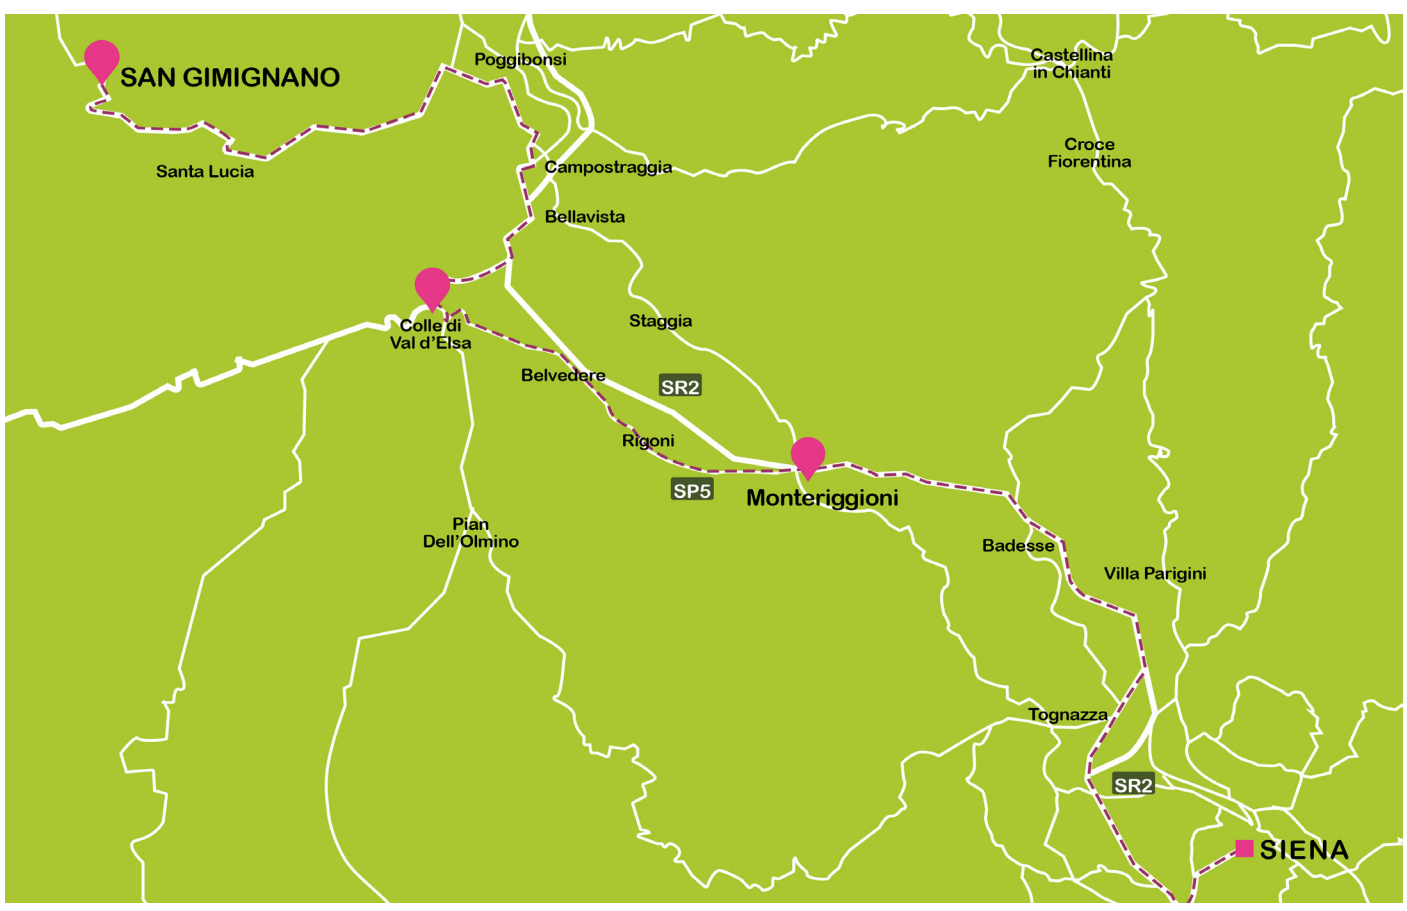 Poggibonsi
Castellina
in Chianti
SAN GIMIGNANO
Croce
Fiorentina
Santa Lucia
Campostraggia
Bellavista
Staggia
Colle di
Val d'Elsa
Belvedere
SR2
Rigoni
SP5
Monteriggioni
Pian
Dell'Olmino
Badesse
Villa Parigini
Tognazza
SR2
SIENA